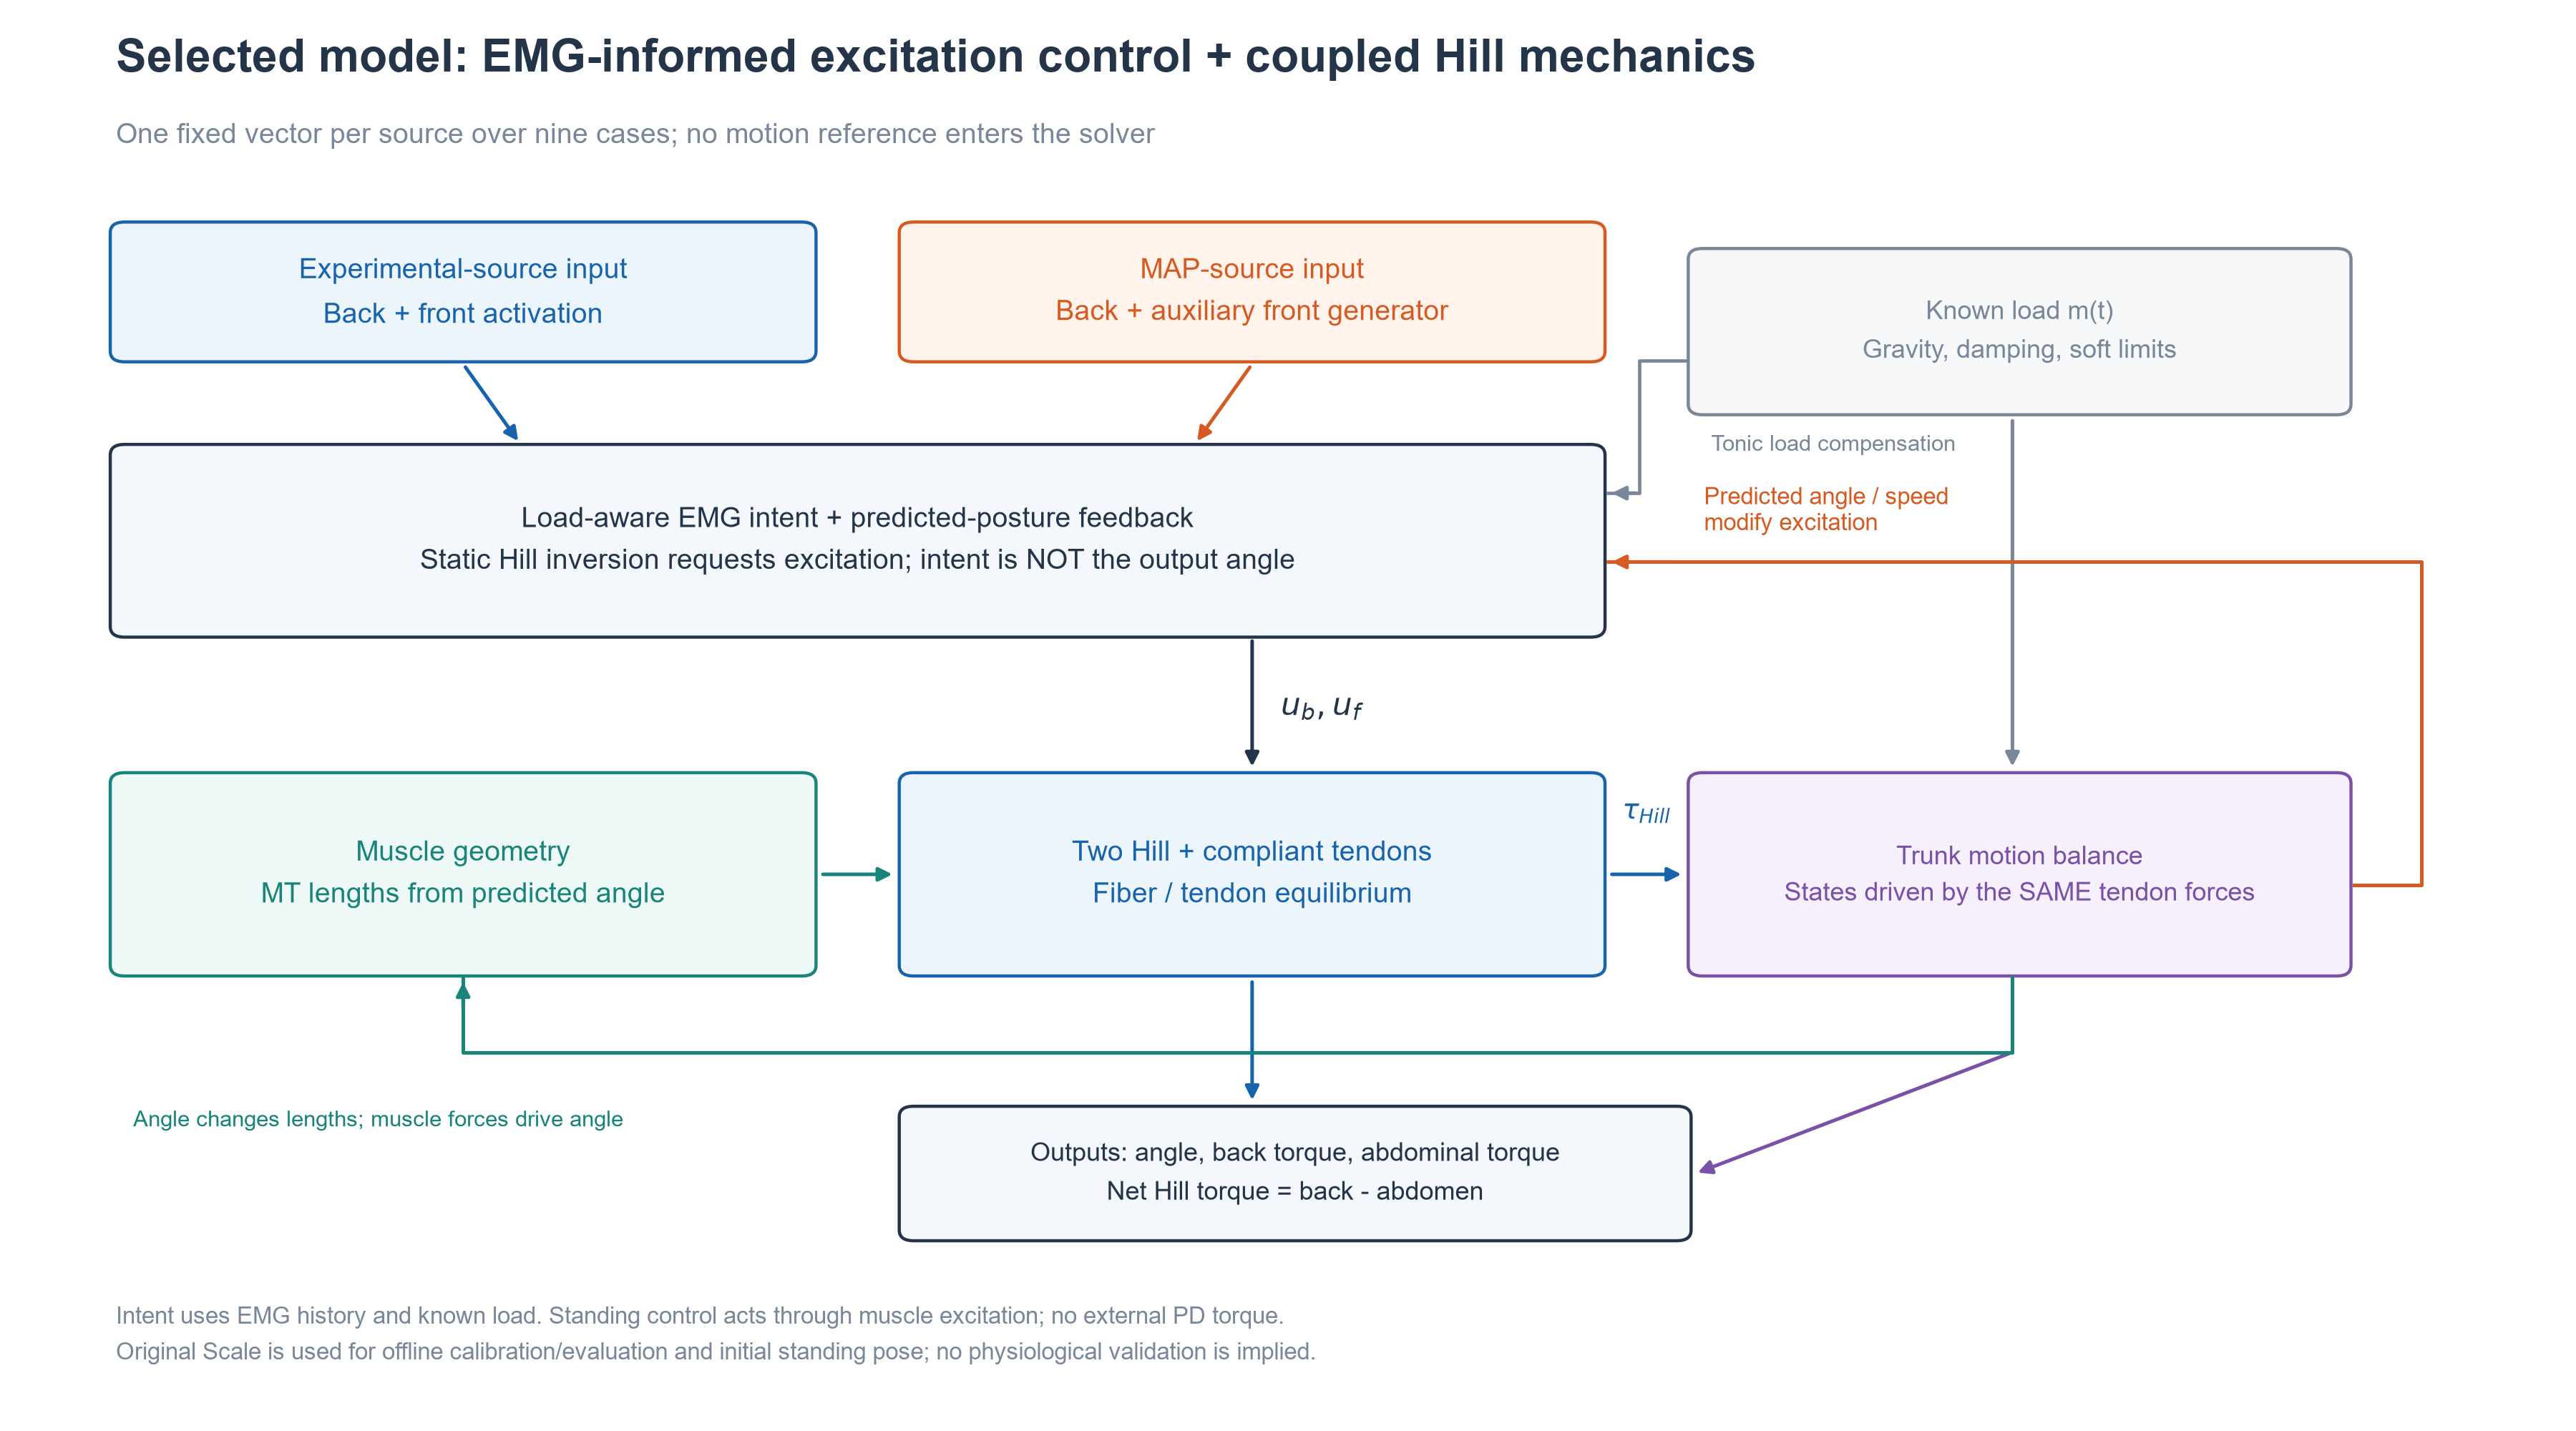 Selected model: EMG-informed excitation control + coupled Hill mechanics
One fixed vector per source over nine cases; no motion reference enters the solver
Experimental-source input
Back + front activation
MAP-source input
Back + auxiliary front generator
Known load m(t)
Gravity, damping, soft limits
Tonic load compensation
Predicted angle / speed
modify excitation
Load-aware EMG intent + predicted-posture feedback
Static Hill inversion requests excitation; intent is NOT the output angle
u_b, u_f
Muscle geometry
MT lengths from predicted angle
Two Hill + compliant tendons
Fiber / tendon equilibrium
τ_Hill
Trunk motion balance
States driven by the SAME tendon forces
Angle changes lengths; muscle forces drive angle
Outputs: angle, back torque, abdominal torque
Net Hill torque = back - abdomen
Intent uses EMG history and known load. Standing control acts through muscle excitation; no external PD torque.
Original Scale is used for offline calibration/evaluation and initial standing pose; no physiological validation is implied.